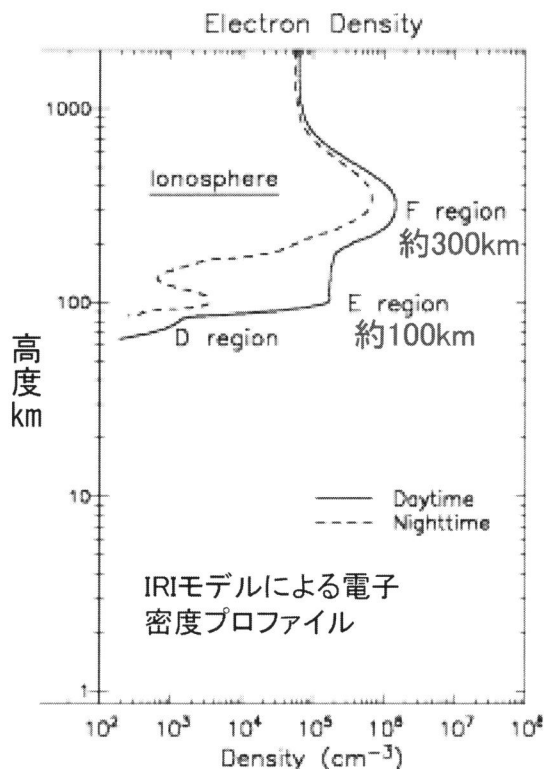 Electron Density
1000
Ionosphere
F region
約300km
100
E region
約100km
D region
高度
km
10
Daytime
Nighttime
IRIモデルによる電子
密度プロファイル
1
10² 10³ 10⁴ 10⁵ 10⁶ 10⁷ 10⁸
Density (cm⁻³)